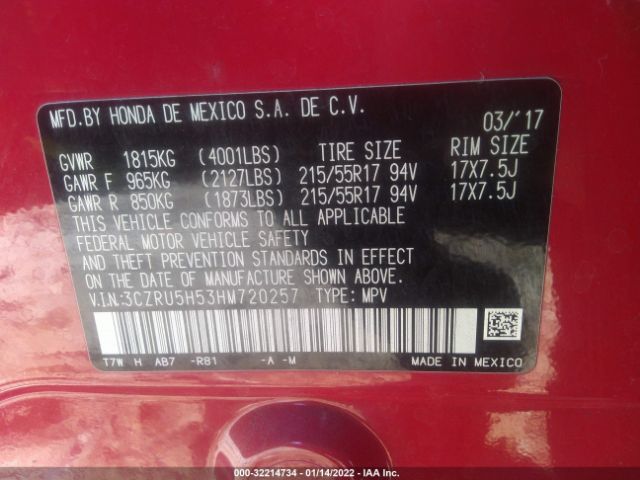 MFD.BY HONDA DE MEXICO S.A. DE C.V.
03/'17
GVWR 1815KG (4001LBS) TIRE SIZE RIM SIZE
GAWR F 965KG (2127LBS) 215/55R17 94V 17X7.5J
GAWR R 850KG (1873LBS) 215/55R17 94V 17X7.5J
THIS VEHICLE CONFORMS TO ALL APPLICABLE
FEDERAL MOTOR VEHICLE SAFETY
AND THEFT PREVENTION STANDARDS IN EFFECT
ON THE DATE OF MANUFACTURE SHOWN ABOVE.
V.I.N:3CZRU5H53HM720257 TYPE: MPV
T7W H AB7 -R81 -A -M MADE IN MEXICO
000-32214734 - 01/14/2022 - IAA Inc.